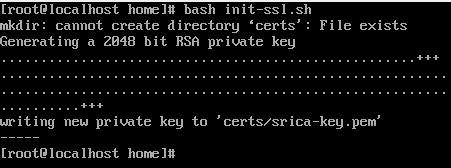 [root@localhost home]# bash init-ssl.sh
mkdir: cannot create directory ‘certs’: File exists
Generating a 2048 bit RSA private key
....................................................+++
........................................................
........................................................
..........+++
writing new private key to 'certs/srica-key.pem'
-----
[root@localhost home]#